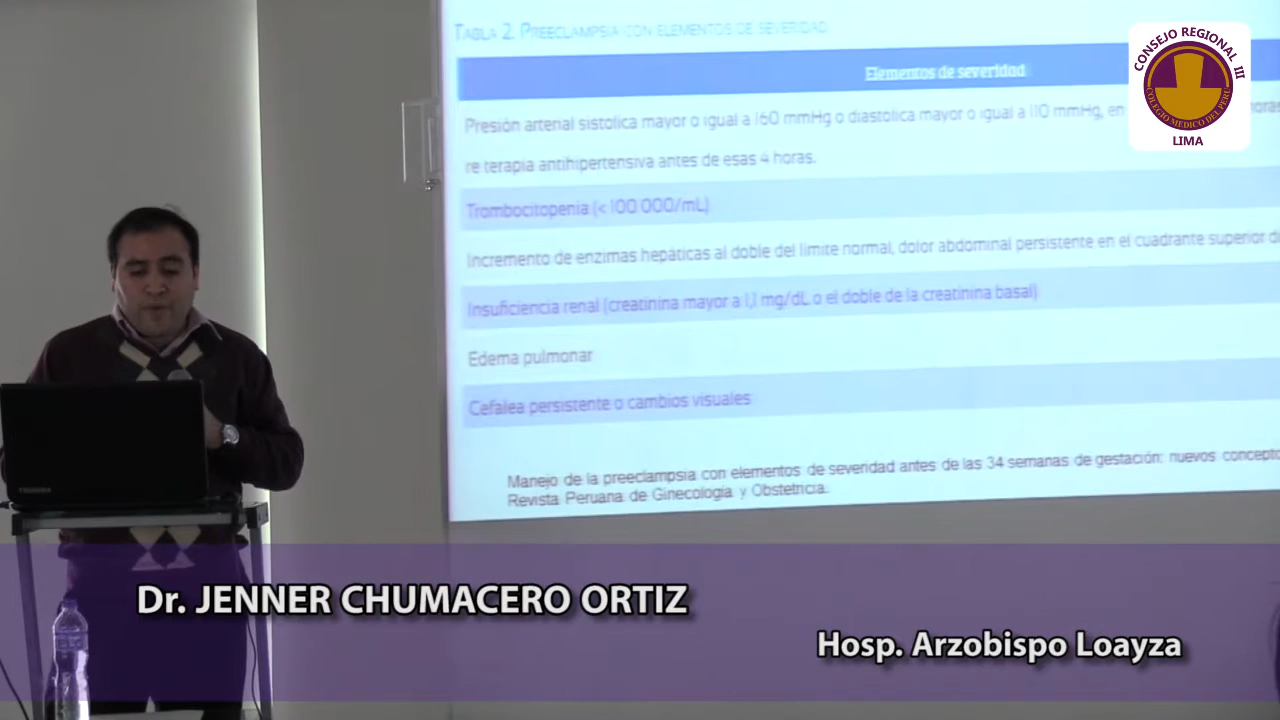 TABLA 2. PREECLAMPSIA CON ELEMENTOS DE SEVERIDAD
Elementos de severidad
Presión arterial sistólica mayor o igual a 160 mmHg o diastólica mayor o igual a 110 mmHg, en
re terapia antihipertensiva antes de esas 4 horas.
Trombocitopenia (< 100 000/mL)
Incremento de enzimas hepáticas al doble del límite normal, dolor abdominal persistente en el cuadrante superior
Insuficiencia renal (creatinina mayor a 1,1 mg/dL o el doble de la creatinina basal)
Edema pulmonar
Cefalea persistente o cambios visuales
Manejo de la preeclampsia con elementos de severidad antes de las 34 semanas de gestación: nuevos concepto
Revista Peruana de Ginecología y Obstetricia.
CONSEJO REGIONAL III
COLEGIO MEDICO DEL PERU
LIMA
TOSHIBA
Dr. JENNER CHUMACERO ORTIZ
Hosp. Arzobispo Loayza